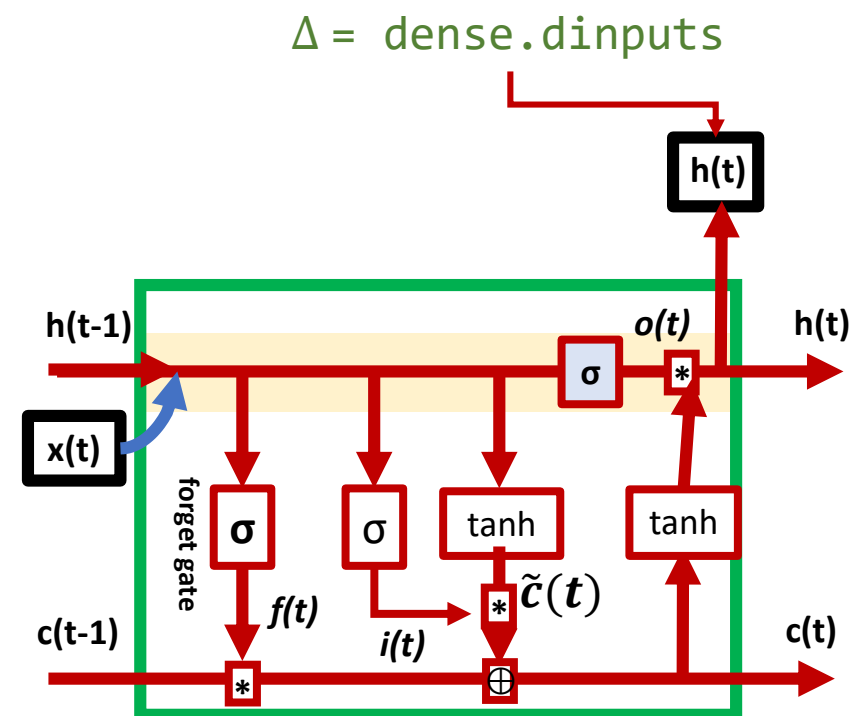 Δ = dense.dinputs
h(t)
h(t-1)
o(t)
h(t)
σ
*
x(t)
forget gate
σ
σ
tanh
tanh
f(t)
i(t)
*
c̃(t)
c(t-1)
c(t)
*
⊕